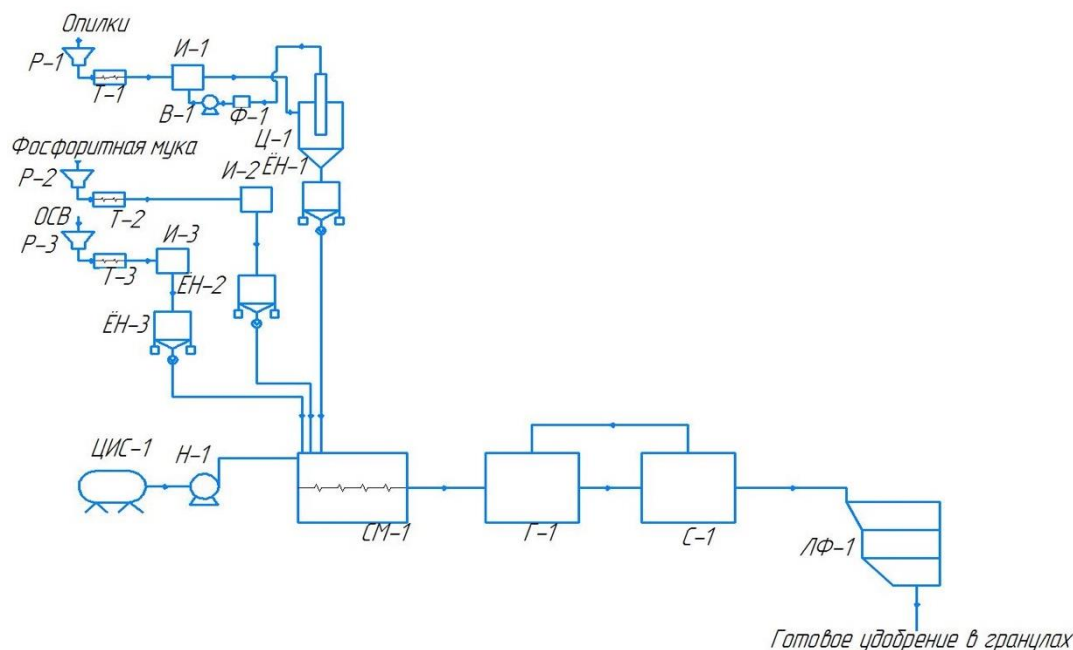 Опилки
Р-1
Т-1
И-1
В-1
Ф-1
Ц-1
ЁН-1
Фосфоритная мука
Р-2
Т-2
И-2
ОСВ
Р-3
Т-3
И-3
ЁН-2
ЁН-3
ЦИС-1
Н-1
СМ-1
Г-1
С-1
ЛФ-1
Готовое удобрение в гранулах